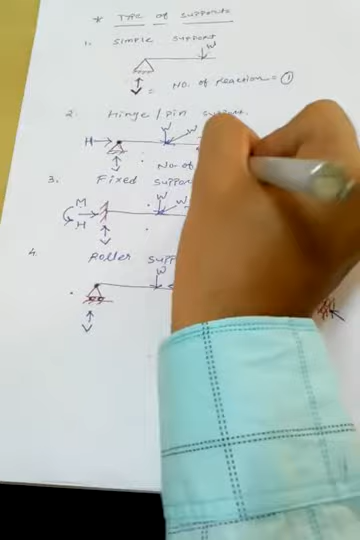 * TYPE of supports
1. Simple support
W
V = No. of Reaction = 1
2. Hinge / Pin support.
W
W
H
V
No of
3. Fixed suppor
M
W
W
H
V
4. Roller supp
W
V